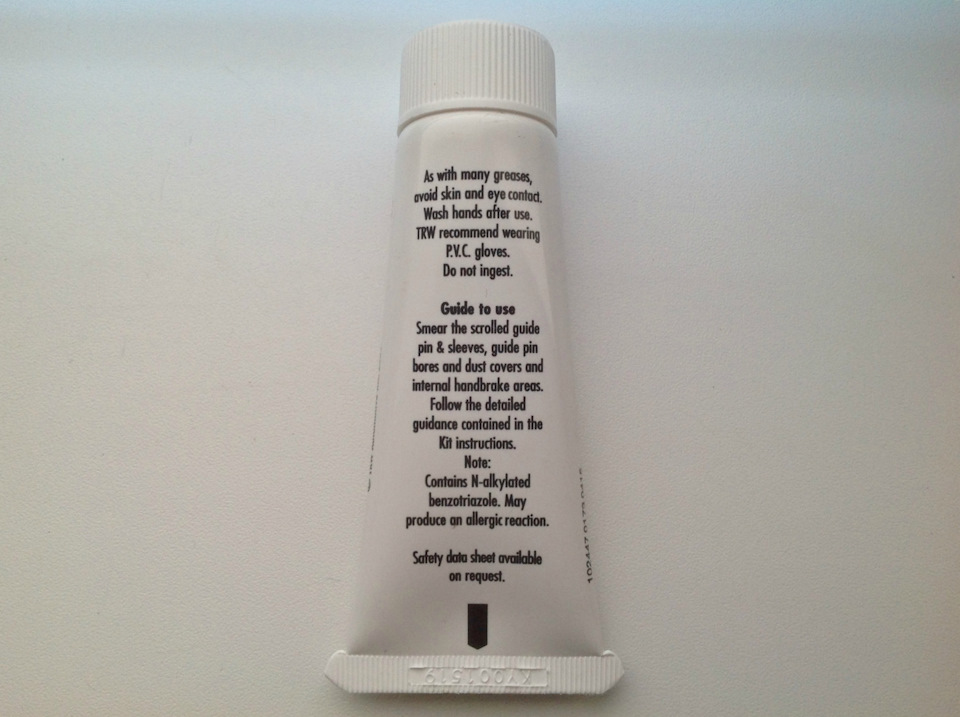 As with many greases,
avoid skin and eye contact.
Wash hands after use.
TRW recommend wearing
P.V.C. gloves.
Do not ingest.
Guide to use
Smear the scrolled guide
pin & sleeves, guide pin
bores and dust covers and
internal handbrake areas.
Follow the detailed
guidance contained in the
Kit instructions.
Note:
Contains N-alkylated
benzotriazole. May
produce an allergic reaction.
Safety data sheet available
on request.
XY001519